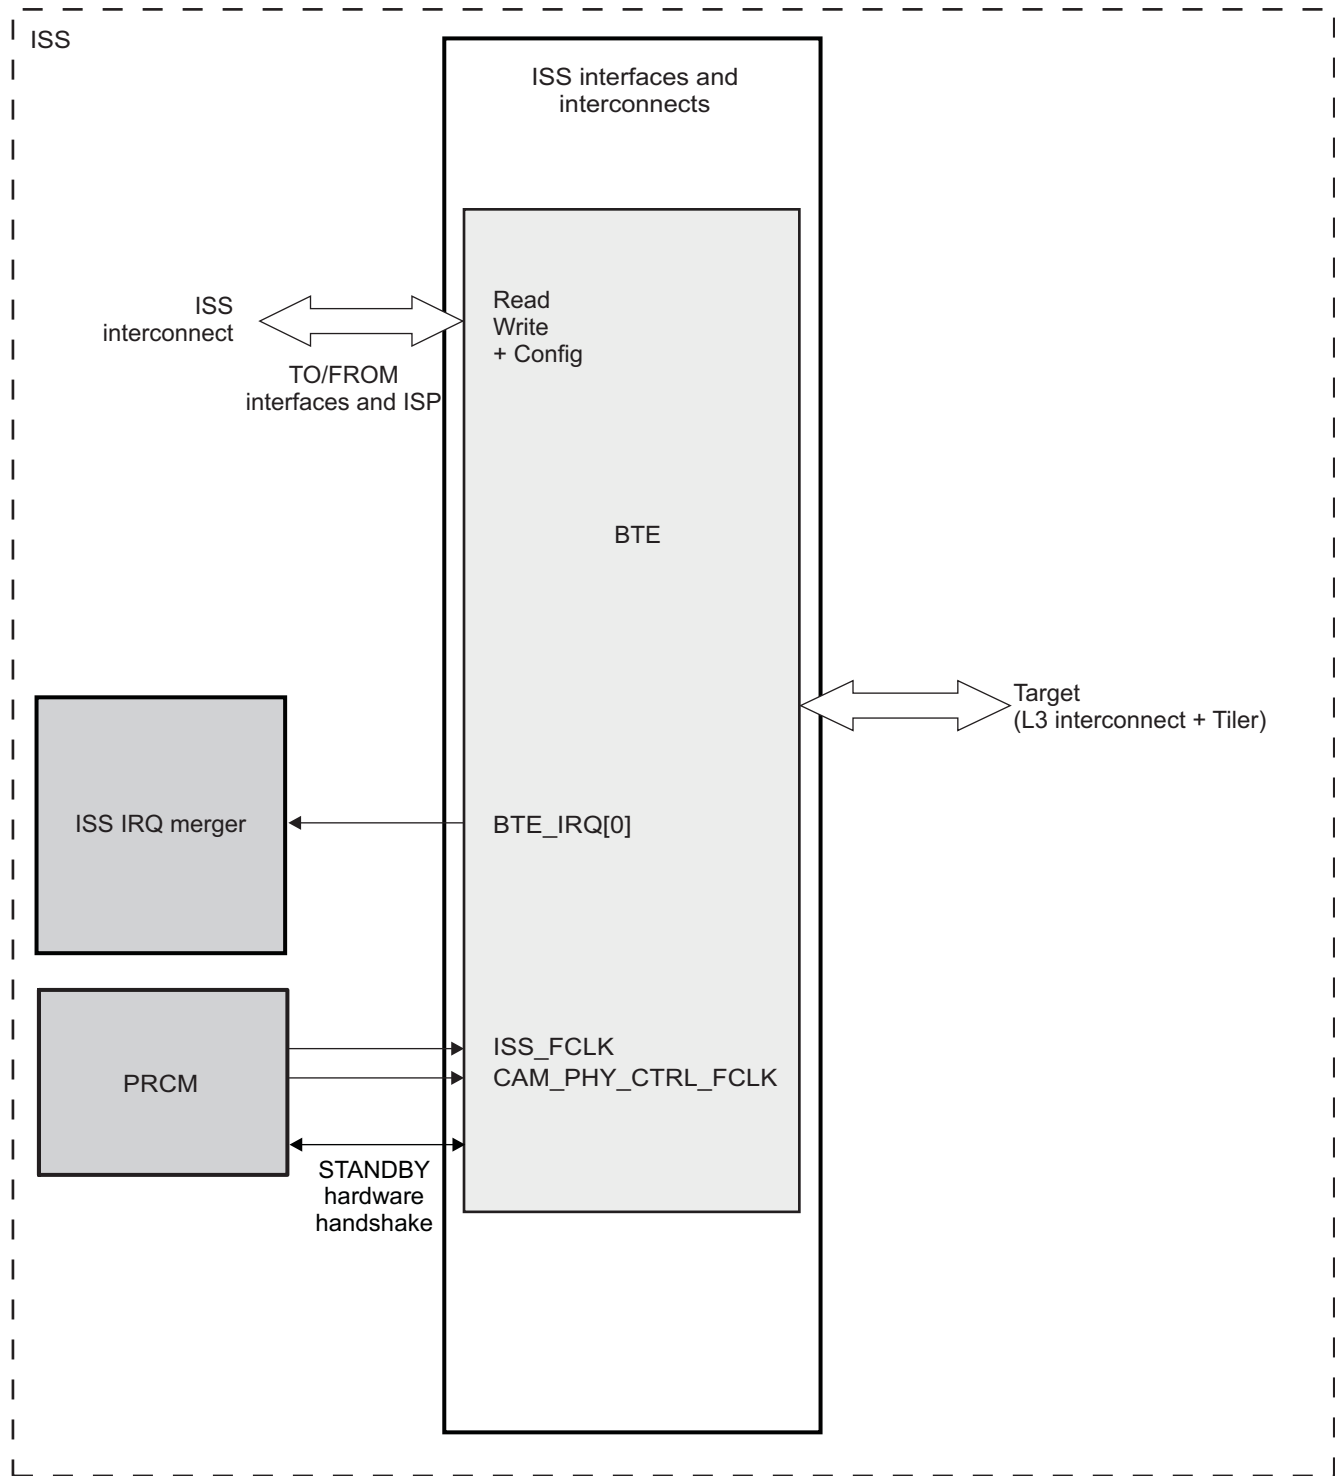 ISS
ISS interfaces and
interconnects
ISS
interconnect
TO/FROM
interfaces and ISP
Read
Write
+ Config
BTE
Target
(L3 interconnect + Tiler)
ISS IRQ merger
BTE_IRQ[0]
PRCM
ISS_FCLK
CAM_PHY_CTRL_FCLK
STANDBY
hardware
handshake